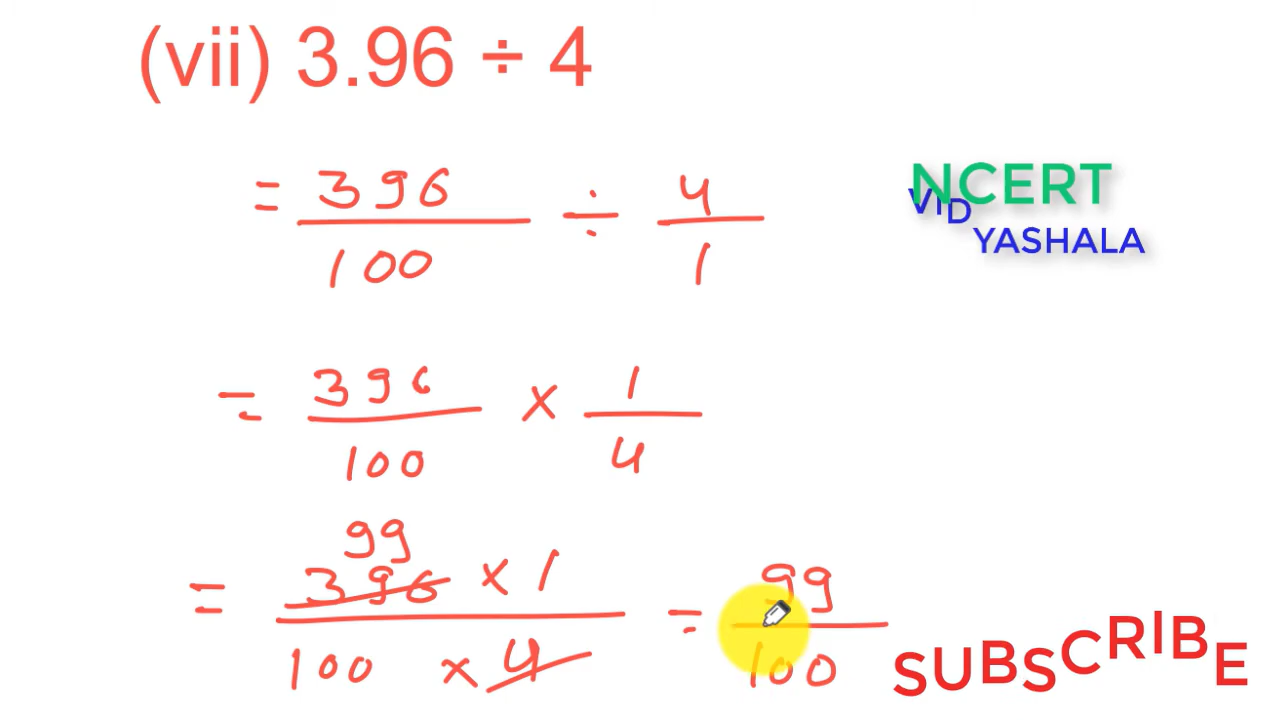 (vii) 3.96 ÷ 4
= 396/100 ÷ 4/1
NCERT
VID
YASHALA
= 396/100 × 1/4
99
= 396 × 1 / 100 × 4 = 99/100
SUBSCRIBE